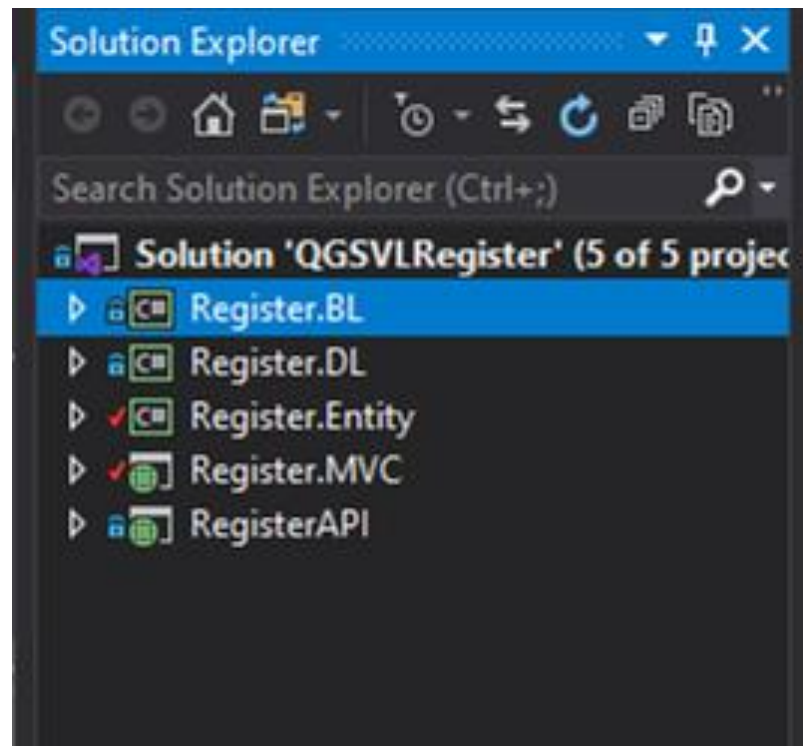 Solution Explorer
Search Solution Explorer (Ctrl+;)
Solution 'QGSVLRegister' (5 of 5 projec
C# Register.BL
C# Register.DL
C# Register.Entity
Register.MVC
RegisterAPI